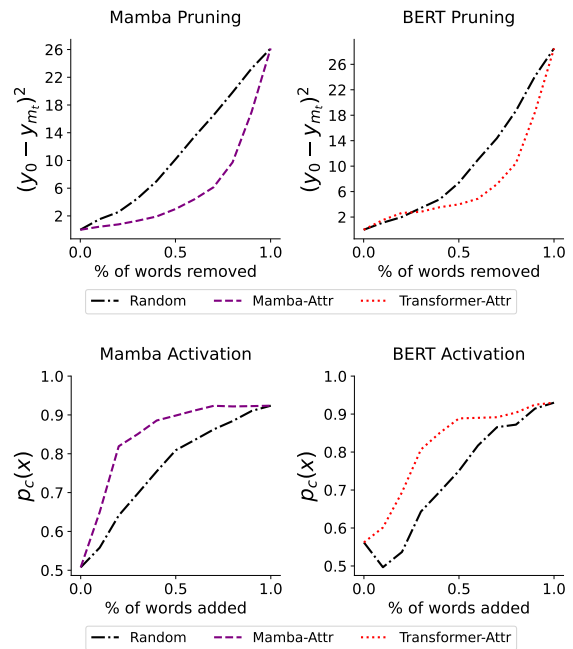 Mamba Pruning
BERT Pruning
26
22
18
14
10
6
2
(y₀ − yₘₜ)²
0.0 0.5 1.0
% of words removed
26
22
18
14
10
6
2
(y₀ − yₘₜ)²
0.0 0.5 1.0
% of words removed
Random Mamba-Attr Transformer-Attr
Mamba Activation
BERT Activation
1.0
0.9
0.8
0.7
0.6
0.5
p_c(x)
0.0 0.5 1.0
% of words added
1.0
0.9
0.8
0.7
0.6
0.5
p_c(x)
0.0 0.5 1.0
% of words added
Random Mamba-Attr Transformer-Attr